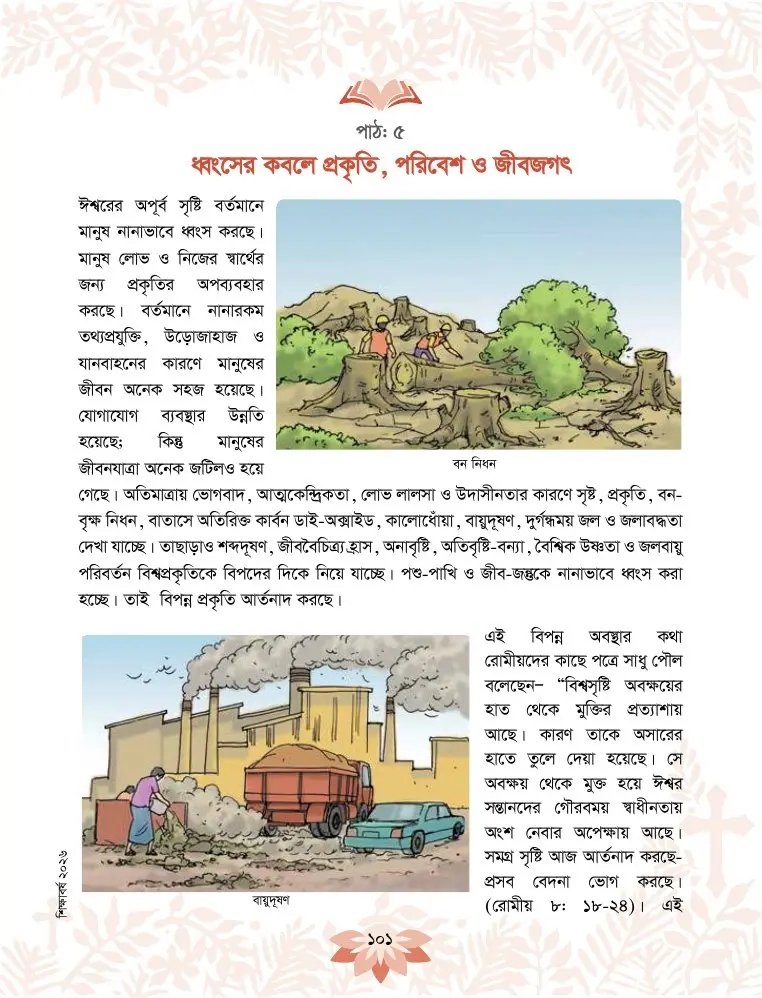 পাঠ: ৫
ধ্বংসের কবলে প্রকৃতি, পরিবেশ ও জীবজগৎ
ঈশ্বরের অপূর্ব সৃষ্টি বর্তমানে
মানুষ নানাভাবে ধ্বংস করছে।
মানুষ লোভ ও নিজের স্বার্থের
জন্য প্রকৃতির অপব্যবহার
করছে। বর্তমানে নানারকম
তথ্যপ্রযুক্তি, উড়োজাহাজ ও
যানবাহনের কারণে মানুষের
জীবন অনেক সহজ হয়েছে।
যোগাযোগ ব্যবস্থার উন্নতি
হয়েছে; কিন্তু মানুষের
জীবনযাত্রা অনেক জটিলও হয়ে
বন নিধন
গেছে। অতিমাত্রায় ভোগবাদ, আত্মকেন্দ্রিকতা, লোভ লালসা ও উদাসীনতার কারণে সৃষ্ট, প্রকৃতি, বন-
বৃক্ষ নিধন, বাতাসে অতিরিক্ত কার্বন ডাই-অক্সাইড, কালোধোঁয়া, বায়ুদূষণ, দুর্গন্ধময় জল ও জলাবদ্ধতা
দেখা যাচ্ছে। তাছাড়াও শব্দদূষণ, জীববৈচিত্র্য হ্রাস, অনাবৃষ্টি, অতিবৃষ্টি-বন্যা, বৈশ্বিক উষ্ণতা ও জলবায়ু
পরিবর্তন বিশ্বপ্রকৃতিকে বিপদের দিকে নিয়ে যাচ্ছে। পশু-পাখি ও জীব-জন্তুকে নানাভাবে ধ্বংস করা
হচ্ছে। তাই বিপন্ন প্রকৃতি আর্তনাদ করছে।
এই বিপন্ন অবস্থার কথা
রোমীয়দের কাছে পত্রে সাধু পৌল
বলেছেন– “বিশ্বসৃষ্টি অবক্ষয়ের
হাত থেকে মুক্তির প্রত্যাশায়
আছে। কারণ তাকে অসারের
হাতে তুলে দেয়া হয়েছে। সে
অবক্ষয় থেকে মুক্ত হয়ে ঈশ্বর
সন্তানদের গৌরবময় স্বাধীনতায়
অংশ নেবার অপেক্ষায় আছে।
সমগ্র সৃষ্টি আজ আর্তনাদ করছে-
প্রসব বেদনা ভোগ করছে।
(রোমীয় ৮: ১৮-২৪)। এই
বায়ুদূষণ
শিক্ষাবর্ষ ২০২৬
১০১